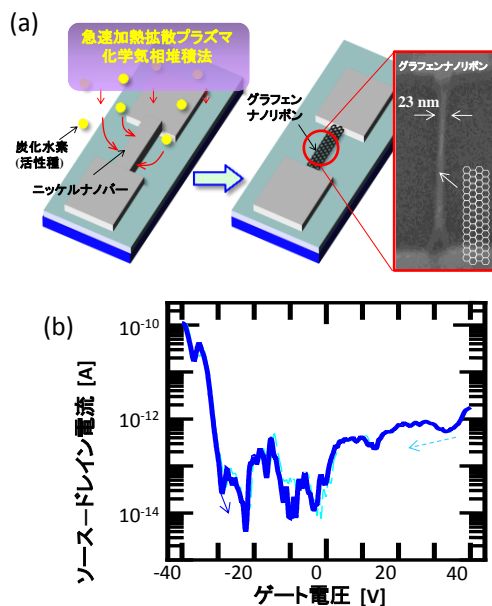 (a)
急速加熱拡散プラズマ
化学気相堆積法
炭化水素
(活性種)
ニッケルナノバー
グラフェン
ナノリボン
グラフェンナノリボン
23 nm
(b)
ソースードレイン電流 [A]
10-10
10-12
10-14
-40 -20 0 20 40
ゲート電圧 [V]